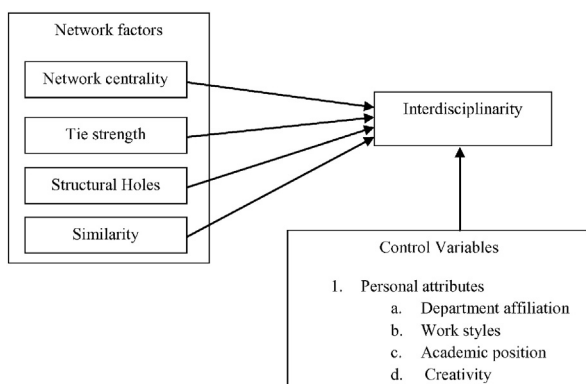 Network factors
Network centrality
Tie strength
Structural Holes
Similarity
Interdisciplinarity
Control Variables
1. Personal attributes
a. Department affiliation
b. Work styles
c. Academic position
d. Creativity